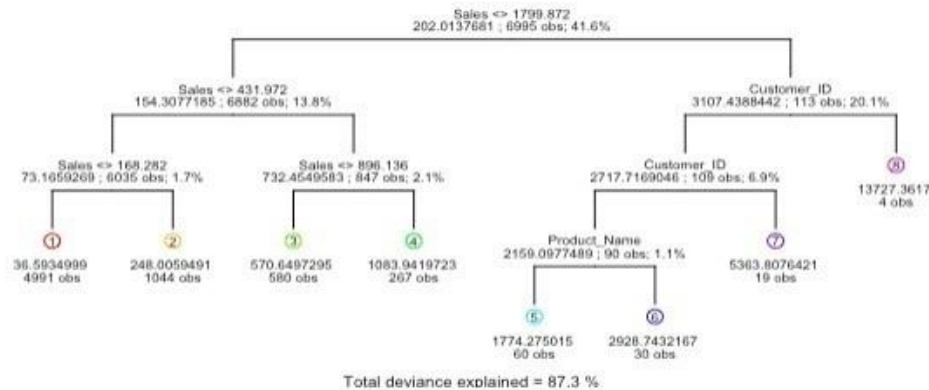 Sales <> 1799.872
202.0137681 ; 6995 obs; 41.6%
Sales <> 431.972
154.3077185 ; 6882 obs; 13.8%
Customer_ID
3107.4388442 ; 113 obs; 20.1%
Sales <> 168.282
73.1659269 ; 6035 obs; 1.7%
Sales <> 896.136
732.4549583 ; 847 obs; 2.1%
Customer_ID
2717.7169046 ; 109 obs; 6.9%
8
13727.3617
4 obs
1
36.5934999
4991 obs
2
248.0059491
1044 obs
3
570.6497295
580 obs
4
1083.9419723
267 obs
Product_Name
2159.0977489 ; 90 obs; 1.1%
7
5363.8076421
19 obs
5
1774.275015
60 obs
6
2928.7432167
30 obs
Total deviance explained = 87.3 %